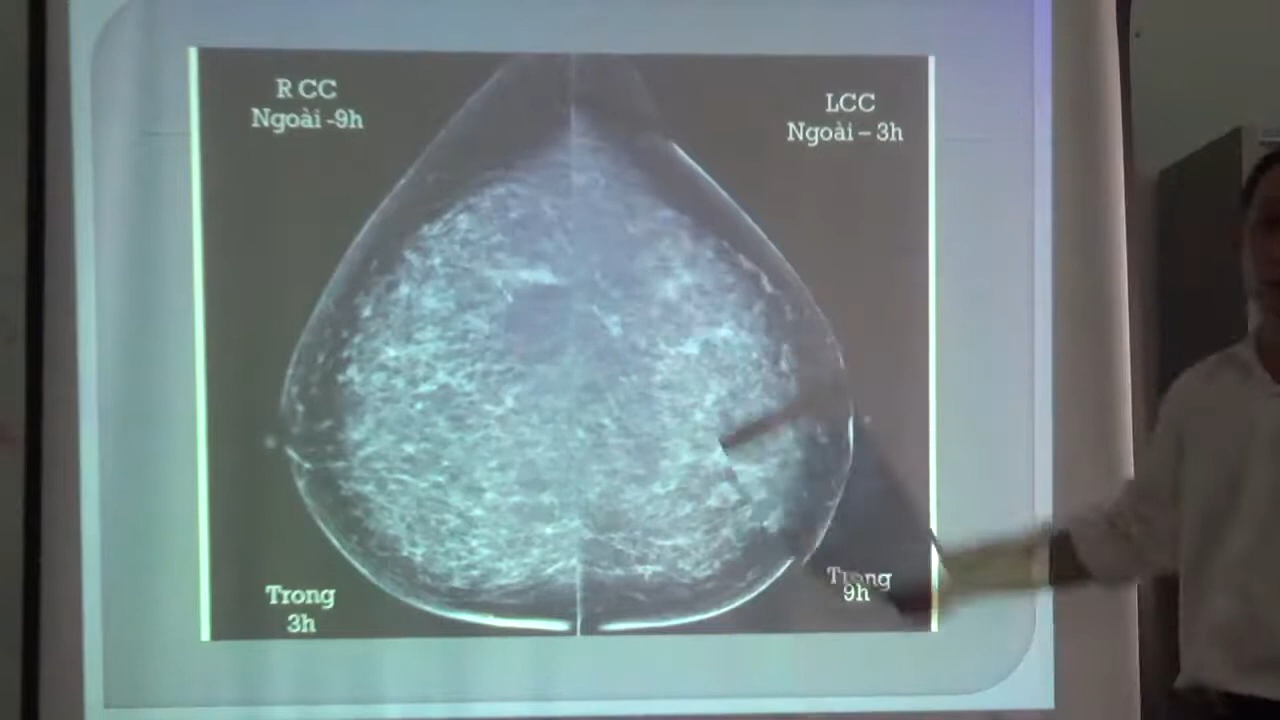 R CC
Ngoài -9h
LCC
Ngoài – 3h
Trong
3h
Trong
9h